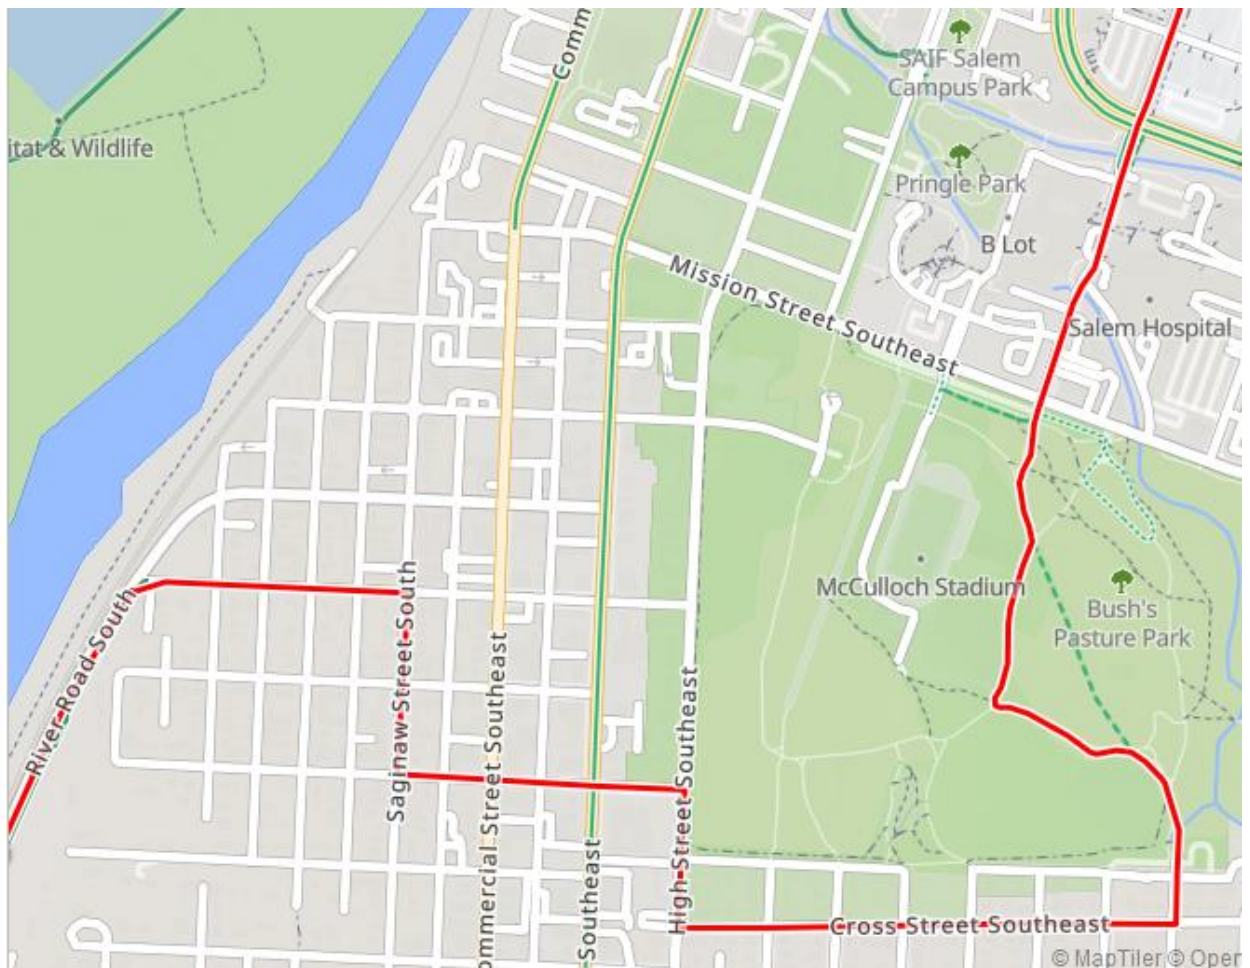 Comm
SAIF Salem
Campus Park
itat & Wildlife
Pringle Park
B Lot
Mission Street Southeast
Salem Hospital
McCulloch Stadium
Bush's
Pasture Park
River Road South
Saginaw Street South
ommercial Street Southeast
High Street Southeast
Southeast
Cross Street Southeast
© MapTiler © Oper